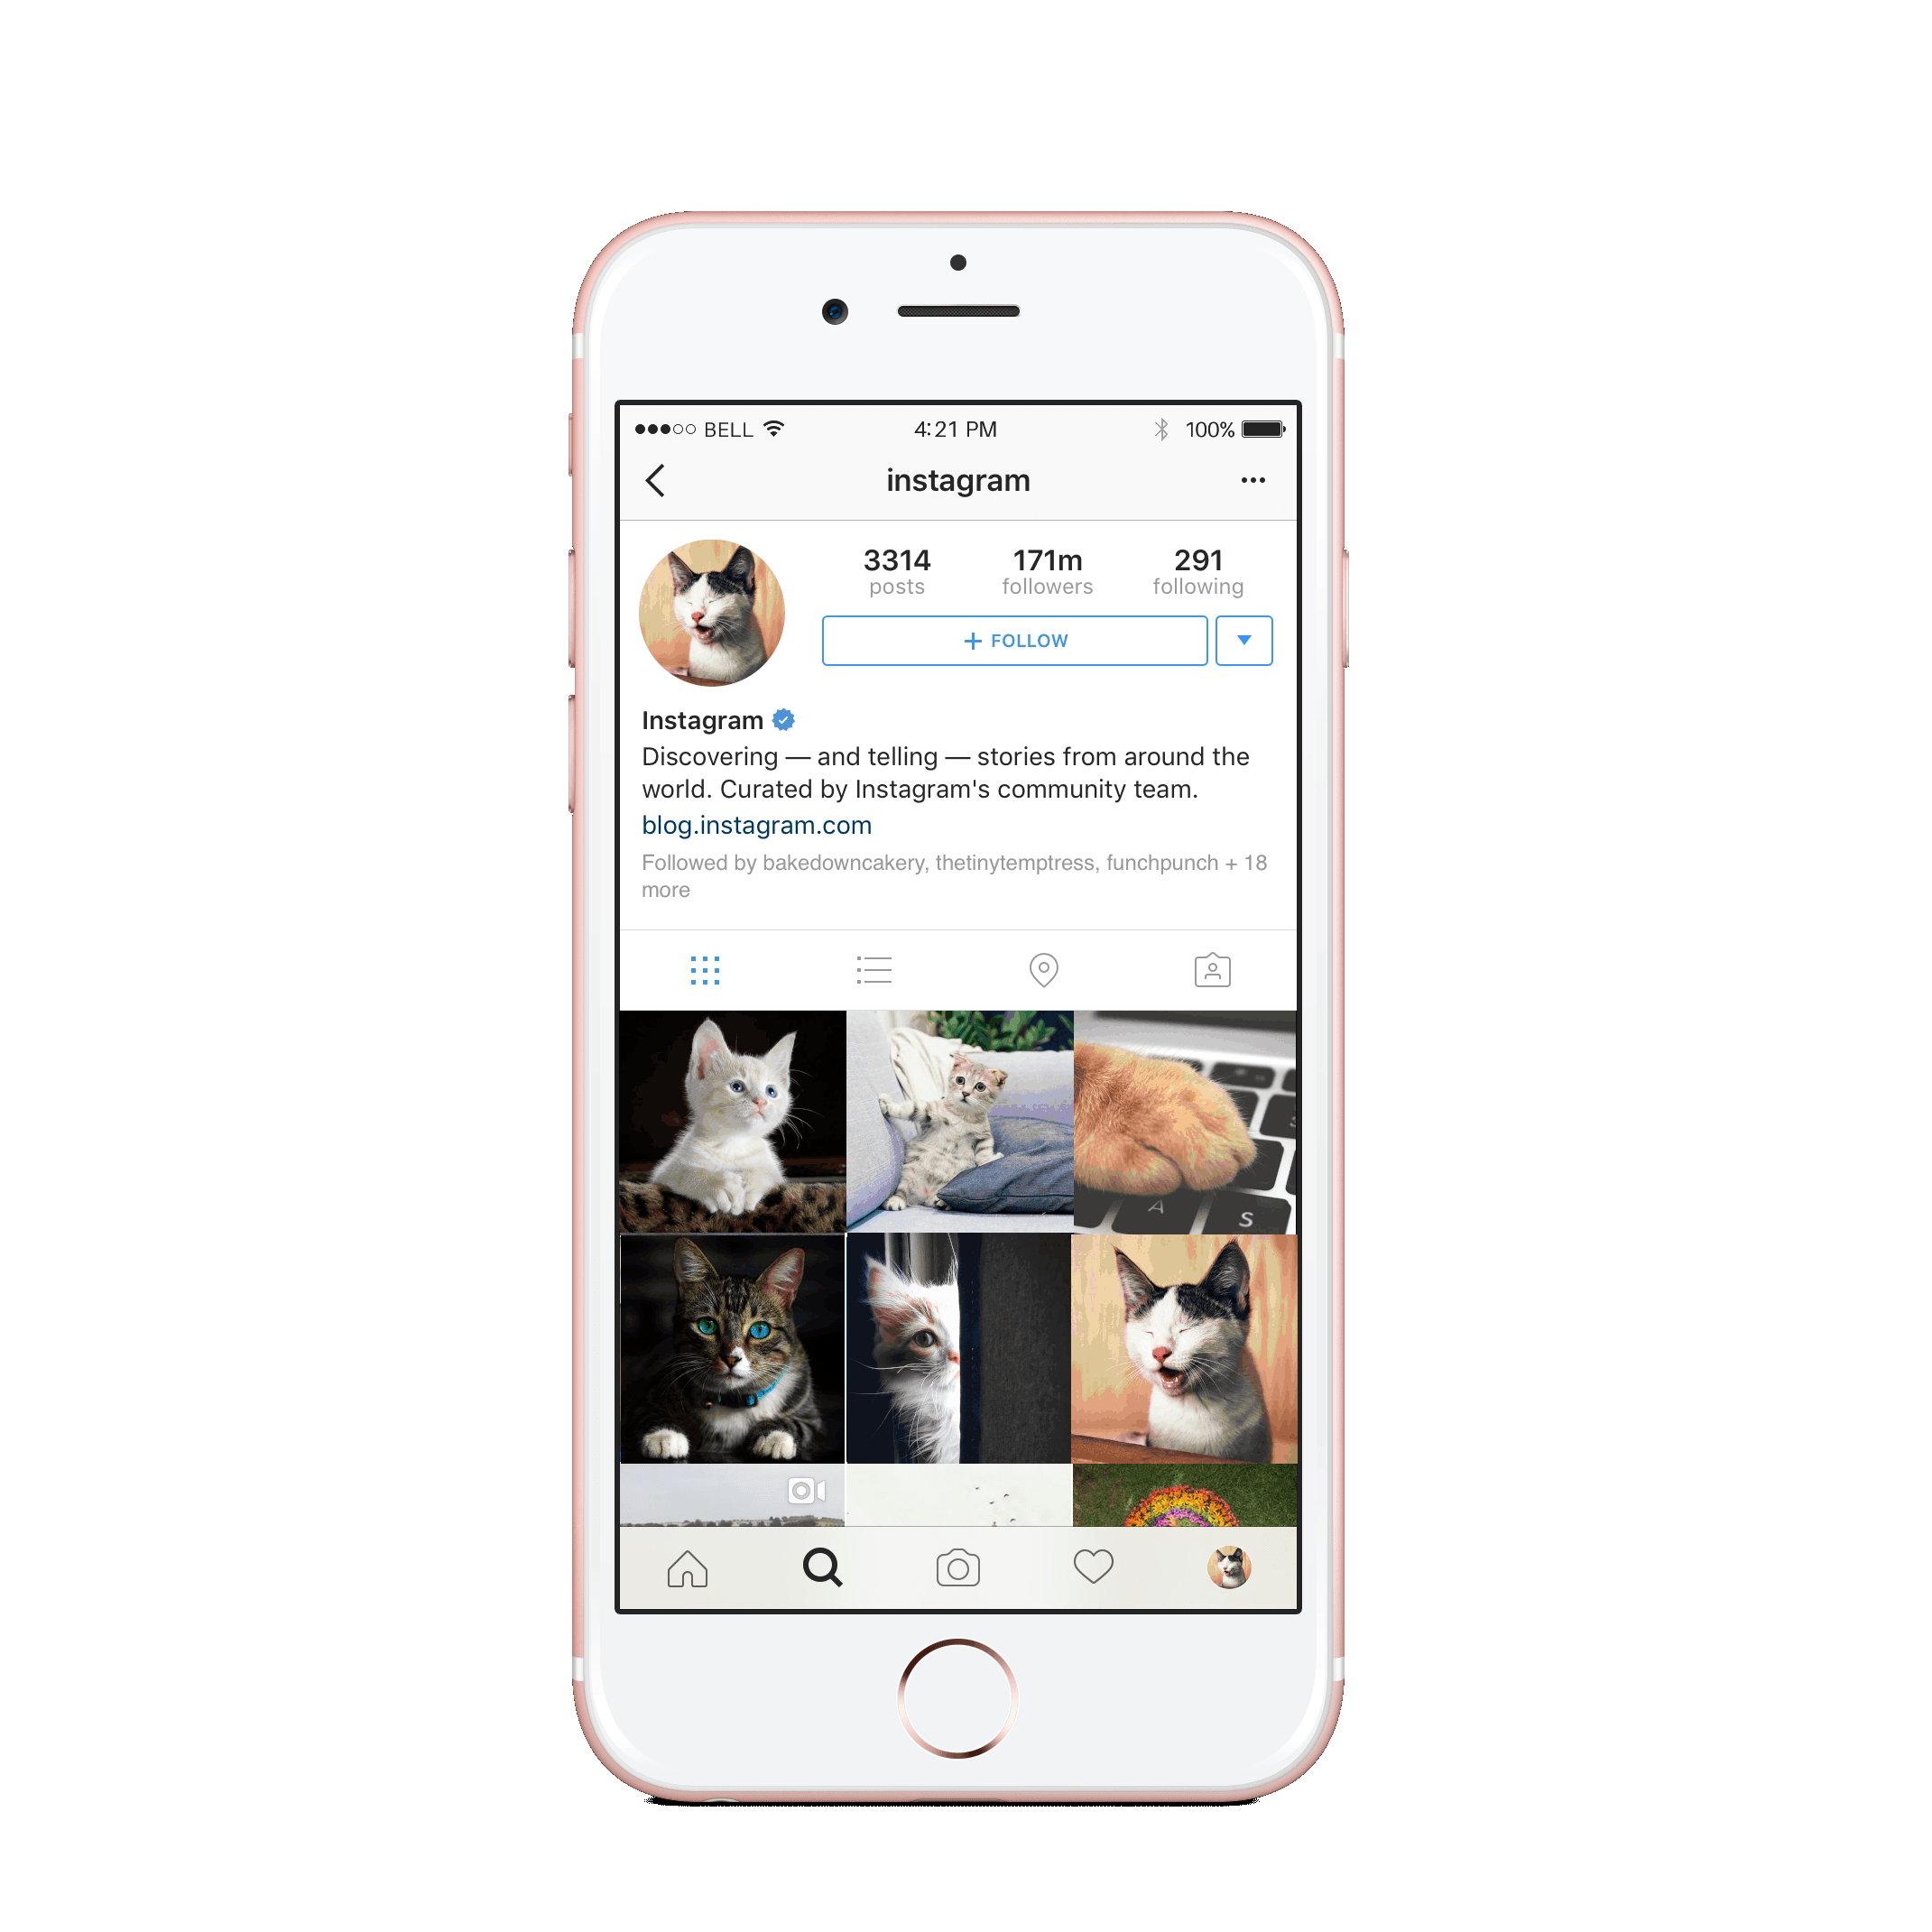 BELL 4:21 PM 100%
instagram
3314 171m 291
posts followers following
+ FOLLOW
Instagram
Discovering — and telling — stories from around the
world. Curated by Instagram's community team.
blog.instagram.com
Followed by bakedowncakery, thetinytemptress, funchpunch + 18
more
A
S